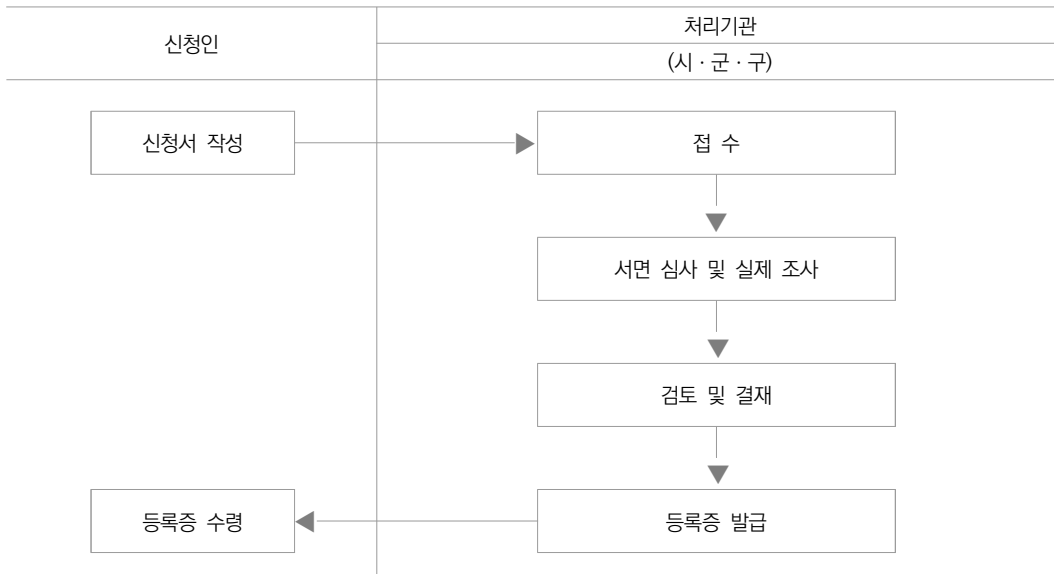 신청인
처리기관
(시 · 군 · 구)
신청서 작성
접 수
서면 심사 및 실제 조사
검토 및 결재
등록증 수령
등록증 발급